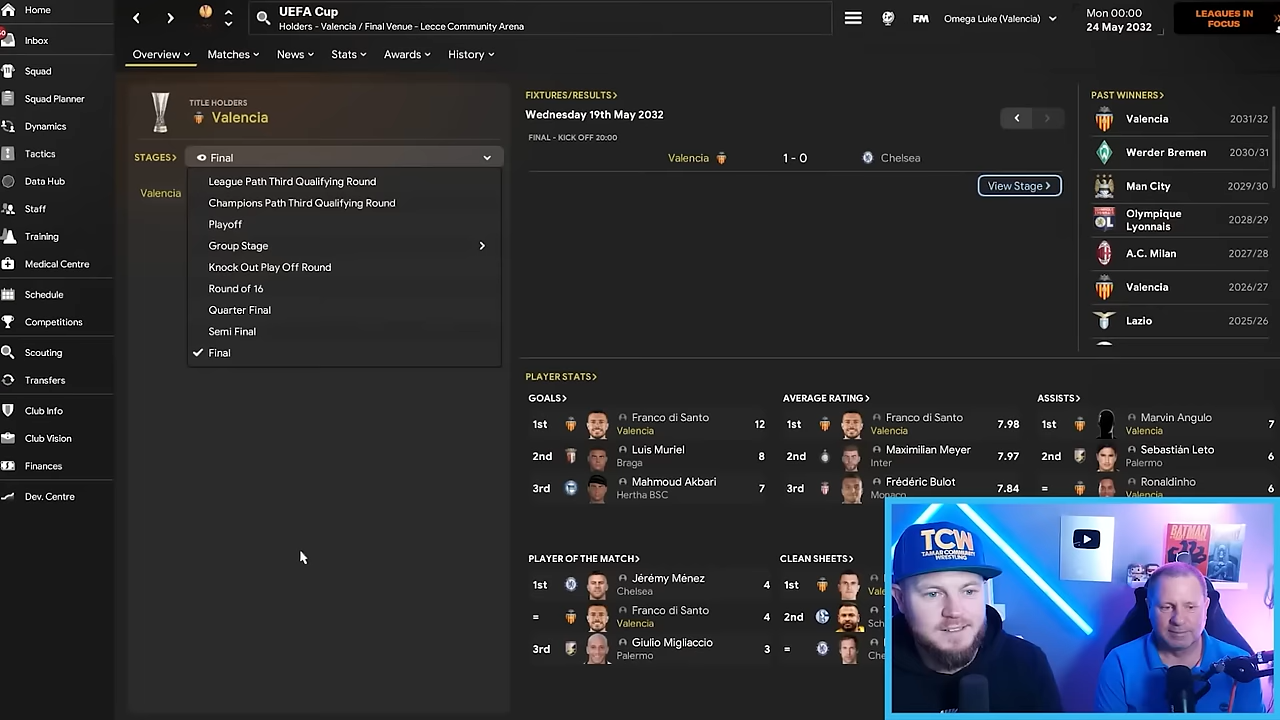 Home
Inbox
Squad
Squad Planner
Dynamics
Tactics
Data Hub
Staff
Training
Medical Centre
Schedule
Competitions
Scouting
Transfers
Club Info
Club Vision
Finances
Dev. Centre
UEFA Cup
Holders - Valencia / Final Venue - Lecce Community Arena
FM
Omega Luke (Valencia)
Mon 00:00
24 May 2032
LEAGUES IN
FOCUS
Overview
Matches
News
Stats
Awards
History
TITLE HOLDERS
Valencia
STAGES
Final
Valencia
League Path Third Qualifying Round
Champions Path Third Qualifying Round
Playoff
Group Stage
Knock Out Play Off Round
Round of 16
Quarter Final
Semi Final
Final
FIXTURES/RESULTS
Wednesday 19th May 2032
FINAL - KICK OFF 20:00
Valencia 1 - 0 Chelsea
View Stage
PAST WINNERS
Valencia 2031/32
Werder Bremen 2030/31
Man City 2029/30
Olympique
Lyonnais 2028/29
A.C. Milan 2027/28
Valencia 2026/27
Lazio 2025/26
PLAYER STATS
GOALS
1st Franco di Santo 12
Valencia
2nd Luis Muriel 8
Braga
3rd Mahmoud Akbari 7
Hertha BSC
AVERAGE RATING
1st Franco di Santo 7.98
Valencia
2nd Maximilian Meyer 7.97
Inter
3rd Frédéric Bulot 7.84
Monaco
ASSISTS
1st Marvin Angulo 7
Valencia
2nd Sebastián Leto 6
Palermo
= Ronaldinho 6
Valencia
PLAYER OF THE MATCH
1st Jérémy Ménez 4
Chelsea
= Franco di Santo 4
Valencia
3rd Giulio Migliaccio 3
Palermo
CLEAN SHEETS
1st
2nd
=
TCW
TAMAR COMMUNITY
WRESTLING
BATMAN